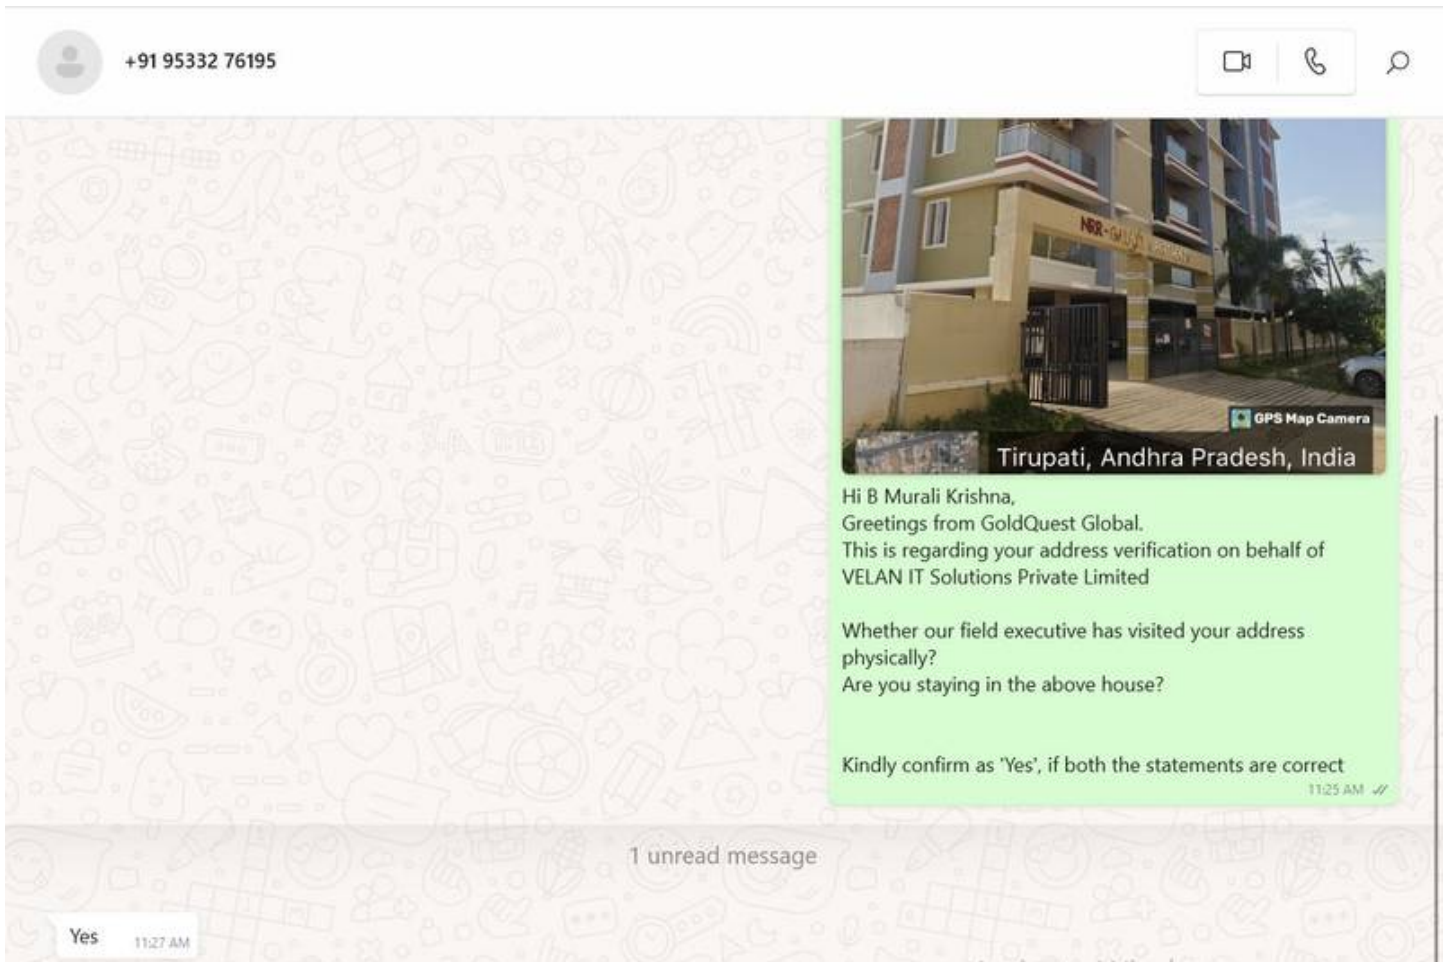 +91 95332 76195
NRR-
GPS Map Camera
Tirupati, Andhra Pradesh, India
Hi B Murali Krishna,
Greetings from GoldQuest Global.
This is regarding your address verification on behalf of
VELAN IT Solutions Private Limited
Whether our field executive has visited your address
physically?
Are you staying in the above house?
Kindly confirm as 'Yes', if both the statements are correct
11:25 AM
1 unread message
Yes
11:27 AM